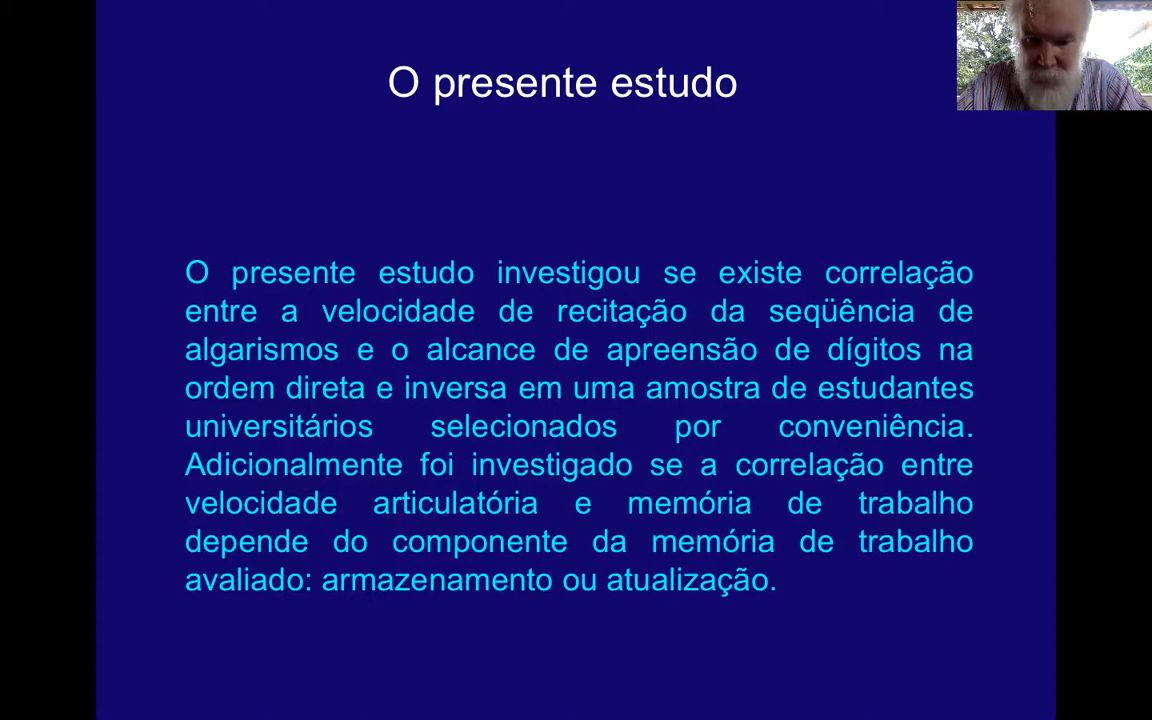 O presente estudo
O presente estudo investigou se existe correlação
entre a velocidade de recitação da seqüência de
algarismos e o alcance de apreensão de dígitos na
ordem direta e inversa em uma amostra de estudantes
universitários selecionados por conveniência.
Adicionalmente foi investigado se a correlação entre
velocidade articulatória e memória de trabalho
depende do componente da memória de trabalho
avaliado: armazenamento ou atualização.